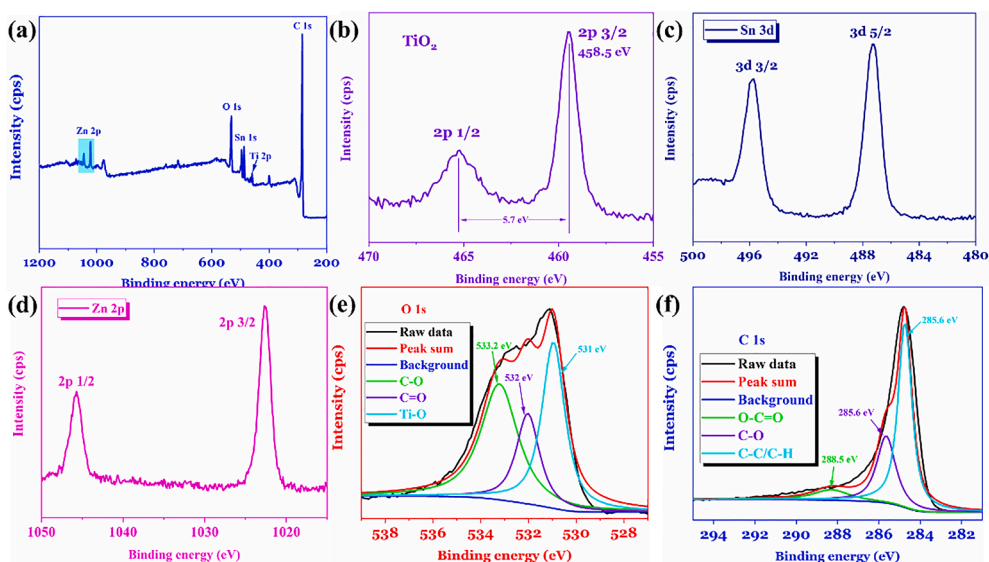 (a)
C 1s
O 1s
Zn 2p
Sn 1s
Ti 2p
Intensity (cps)
1200 1000 800 600 400 200
Binding energy (eV)
(b)
TiO2
2p 3/2
458.5 eV
2p 1/2
5.7 eV
Intensity (cps)
470 465 460 455
Binding energy (eV)
(c)
Sn 3d
3d 5/2
3d 3/2
Intensity (cps)
500 496 492 488 484 480
Binding energy (eV)
(d)
Zn 2p
2p 3/2
2p 1/2
Intensity (cps)
1050 1040 1030 1020
Binding energy (eV)
(e)
O 1s
Raw data
Peak sum
Background
C-O
C=O
Ti-O
533.2 eV
532 eV
531 eV
Intensity (cps)
538 536 534 532 530 528
Binding energy (eV)
(f)
C 1s
Raw data
Peak sum
Background
O-C=O
C-O
C-C/C-H
285.6 eV
285.6 eV
288.5 eV
Intensity (cps)
294 292 290 288 286 284 282
Binding energy (eV)